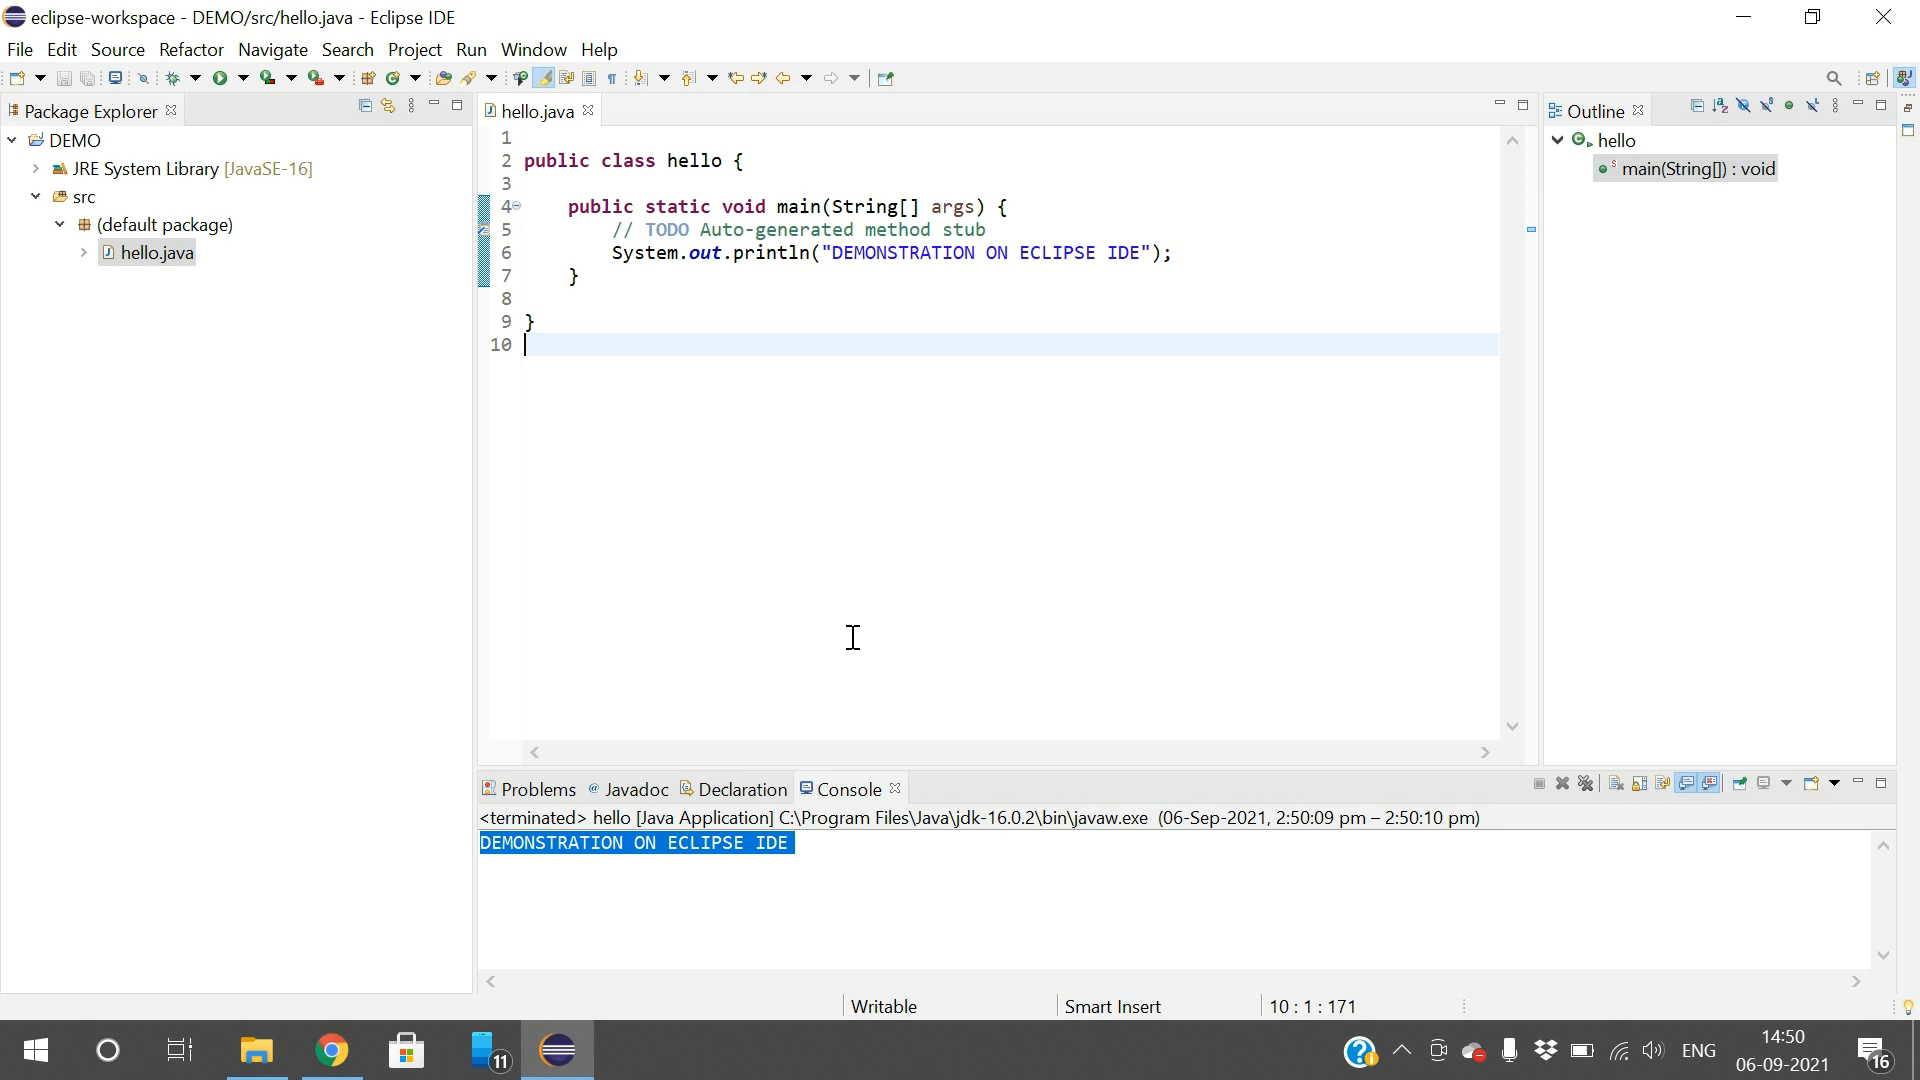 eclipse-workspace - DEMO/src/hello.java - Eclipse IDE
File Edit Source Refactor Navigate Search Project Run Window Help
Package Explorer
DEMO
JRE System Library [JavaSE-16]
src
(default package)
hello.java
hello.java
1
2 public class hello {
3
4 public static void main(String[] args) {
5 // TODO Auto-generated method stub
6 System.out.println("DEMONSTRATION ON ECLIPSE IDE");
7 }
8
9 }
10
Outline
hello
main(String[]) : void
Problems @ Javadoc Declaration Console
<terminated> hello [Java Application] C:\Program Files\Java\jdk-16.0.2\bin\javaw.exe (06-Sep-2021, 2:50:09 pm – 2:50:10 pm)
DEMONSTRATION ON ECLIPSE IDE
Writable Smart Insert 10 : 1 : 171
11
ENG
14:50
06-09-2021
16